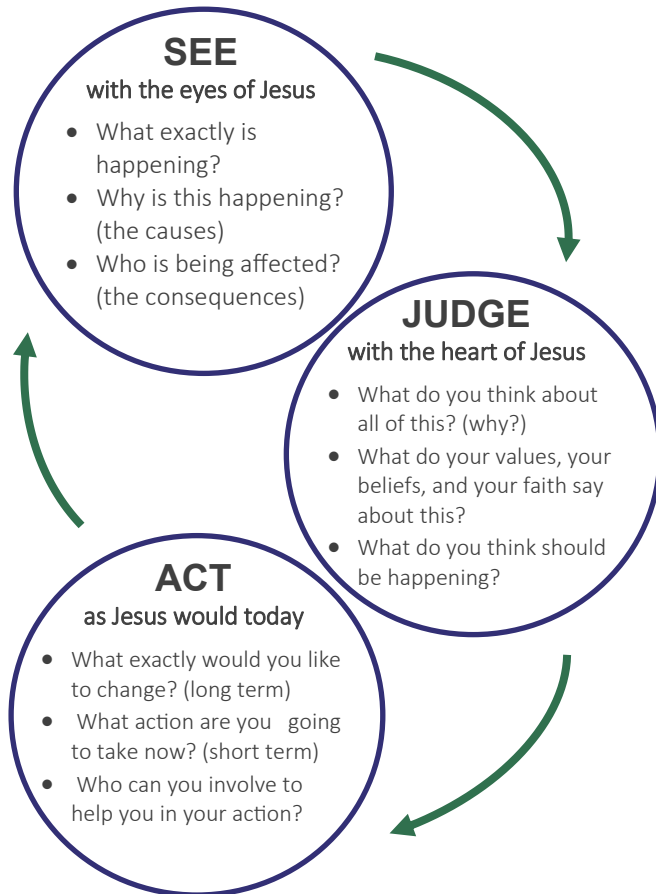 SEE
with the eyes of Jesus
• What exactly is
happening?
• Why is this happening?
(the causes)
• Who is being affected?
(the consequences)
JUDGE
with the heart of Jesus
• What do you think about
all of this? (why?)
• What do your values, your
beliefs, and your faith say
about this?
• What do you think should
be happening?
ACT
as Jesus would today
• What exactly would you like
to change? (long term)
• What action are you going
to take now? (short term)
• Who can you involve to
help you in your action?